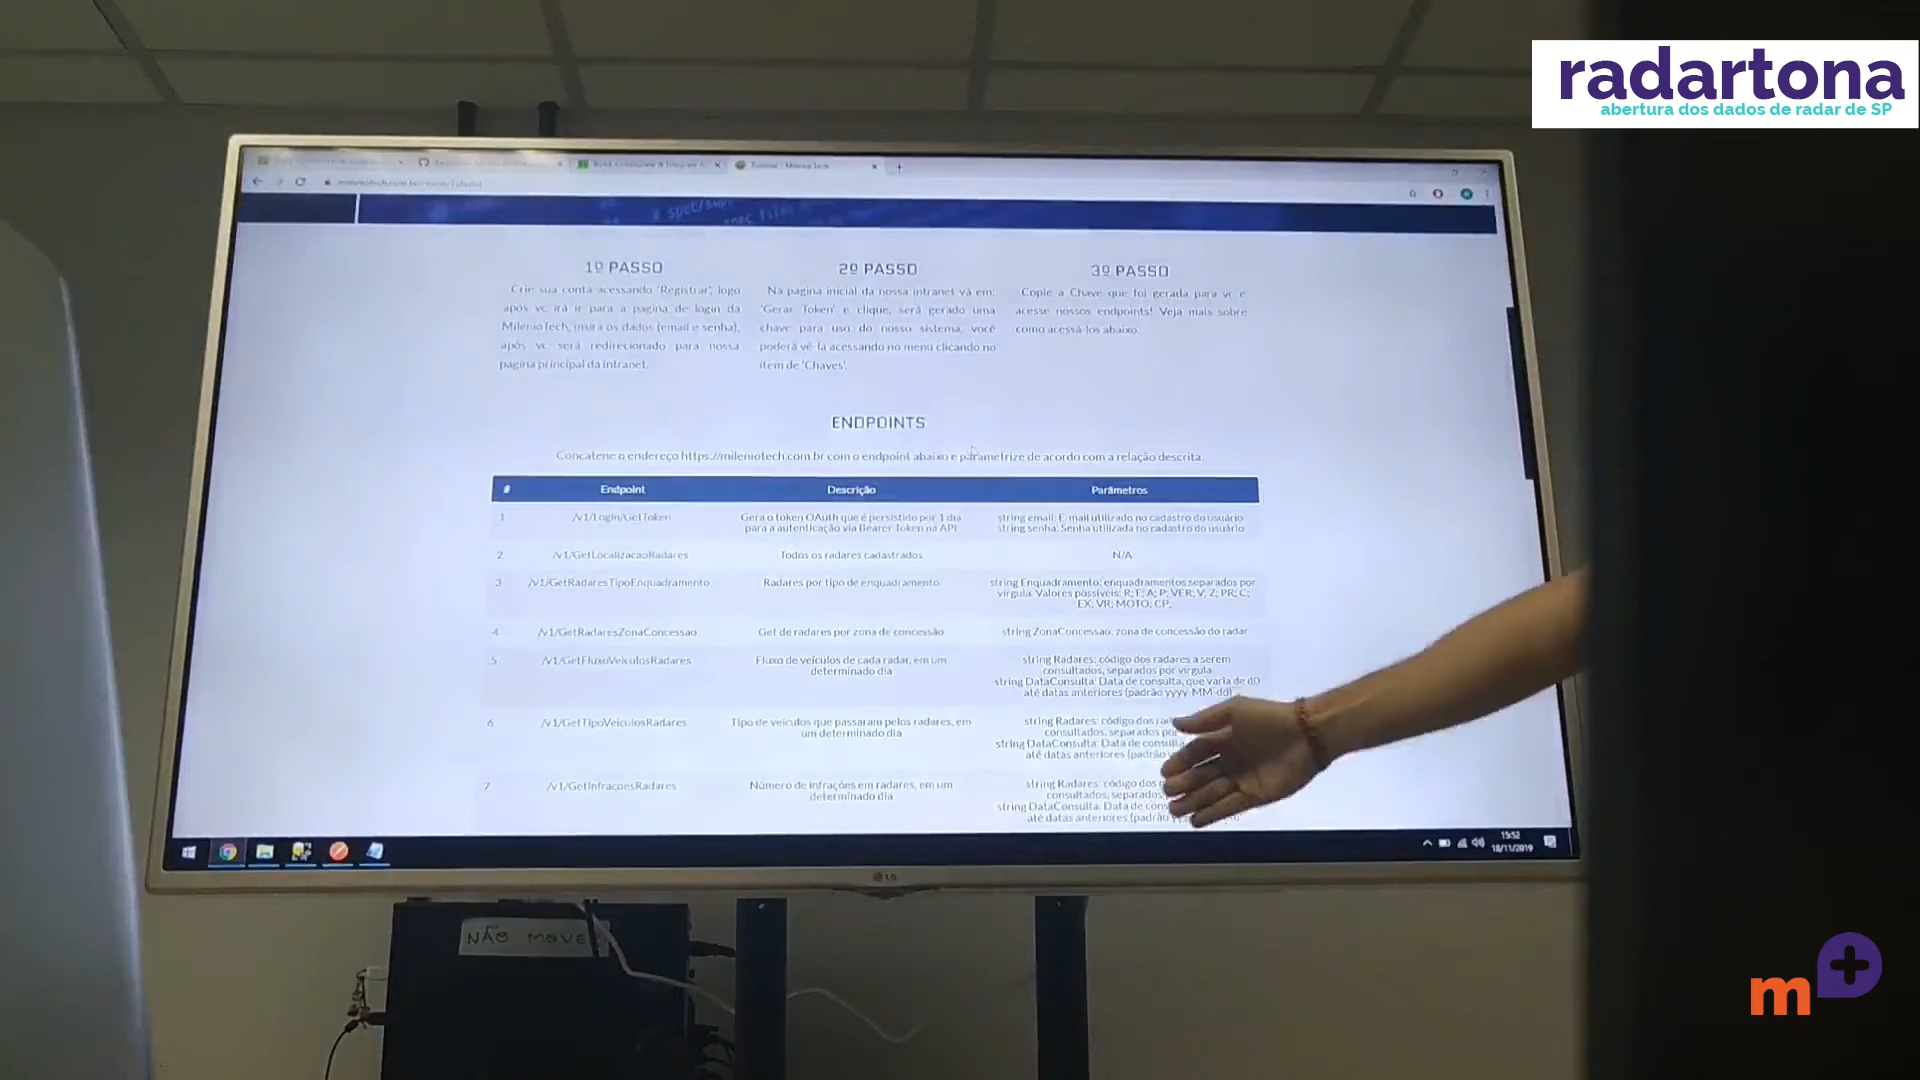 radartona
abertura dos dados de radar de SP
1º PASSO
Crie sua conta acessando 'Registrar', logo
após vc irá ir para a pagina de login da
MilenioTech, insira os dados (email e senha),
após vc será redirecionado para nossa
pagina principal da intranet.
2º PASSO
Na pagina inicial da nossa intranet vá em:
'Gerar Token' e clique, será gerado uma
chave para uso do nosso sistema, você
poderá vê-la acessando no menu clicando no
item de 'Chaves'.
3º PASSO
Copie a Chave que foi gerada para vc e
acesse nossos endpoints! Veja mais sobre
como acessá-los abaixo.
ENDPOINTS
Concatene o endereço https://mileniotech.com.br com o endpoint abaixo e parametrize de acordo com a relação descrita.
# Endpoint Descrição Parâmetros
1 /v1/Login/GetToken Gera o token OAuth que é persistido por 1 dia
para a autenticação via Bearer Token na API
string email: E-mail utilizado no cadastro do usuário
string senha: Senha utilizada no cadastro do usuário
2 /v1/GetLocalizacaoRadares Todos os radares cadastrados N/A
3 /v1/GetRadaresTipoEnquadramento Radares por tipo de enquadramento
string Enquadramento: enquadramentos separados por
vírgula. Valores possíveis: R; F; A; P; VER; V; Z; PR; C;
EX; VR; MOTO; CP;
4 /v1/GetRadaresZonaConcessao Get de radares por zona de concessão string ZonaConcessao: zona de concessão do radar
5 /v1/GetFluxoVeiculosRadares Fluxo de veículos de cada radar, em um
determinado dia
string Radares: código dos radares a serem
consultados, separados por vírgula
string DataConsulta: Data de consulta, que varia de d0
até datas anteriores (padrão yyyy-MM-dd)
6 /v1/GetTipoVeiculosRadares Tipo de veículos que passaram pelos radares, em
um determinado dia
string Radares: código dos
consultados, separados por
string DataConsulta: Data de consulta
até datas anteriores (padrão
7 /v1/GetInfracoesRadares Número de infrações em radares, em um
determinado dia
string Radares: código dos
consultados, separados
string DataConsulta: Data de
até datas anteriores (padrão
15:52
18/11/2019
LG
NÃO MOVE
m+